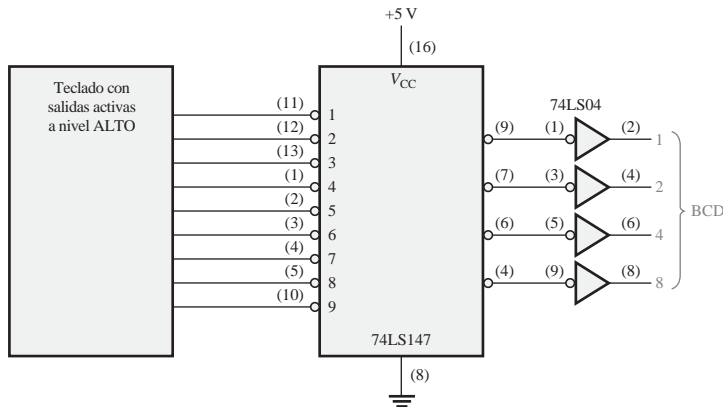 +5 V
(16)
Teclado con
salidas activas
a nivel ALTO
V_CC
74LS04
(11) 1
(12) 2
(13) 3
(1) 4
(2) 5
(3) 6
(4) 7
(5) 8
(10) 9
(9) (1) (2) 1
(7) (3) (4) 2
(6) (5) (6) 4
(4) (9) (8) 8
BCD
74LS147
(8)